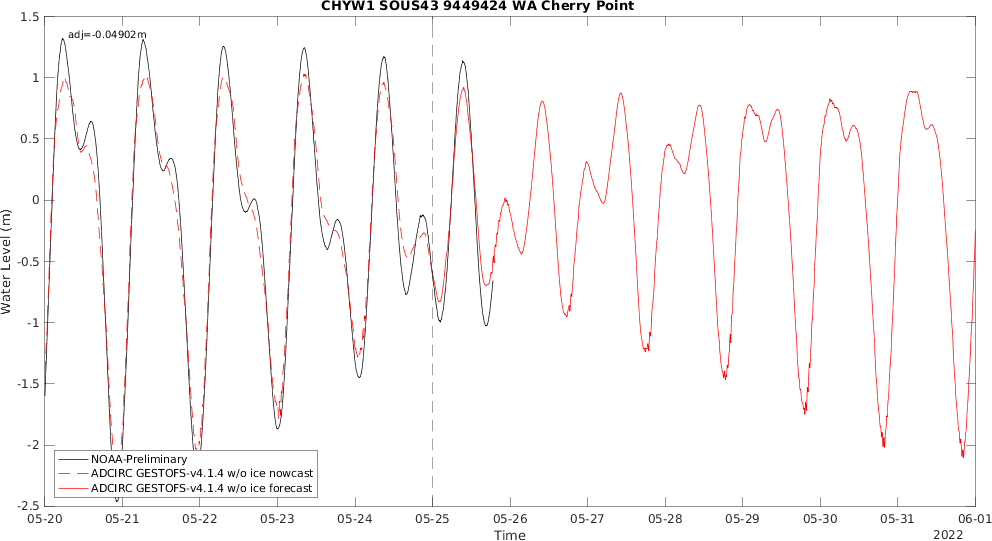 CHYW1 SOUS43 9449424 WA Cherry Point
adj=-0.04902m
1.5
1
0.5
0
-0.5
-1
-1.5
-2
-2.5
Water Level (m)
NOAA-Preliminary
ADCIRC GESTOFS-v4.1.4 w/o ice nowcast
ADCIRC GESTOFS-v4.1.4 w/o ice forecast
05-20 05-21 05-22 05-23 05-24 05-25 05-26 05-27 05-28 05-29 05-30 05-31 06-01
Time
2022